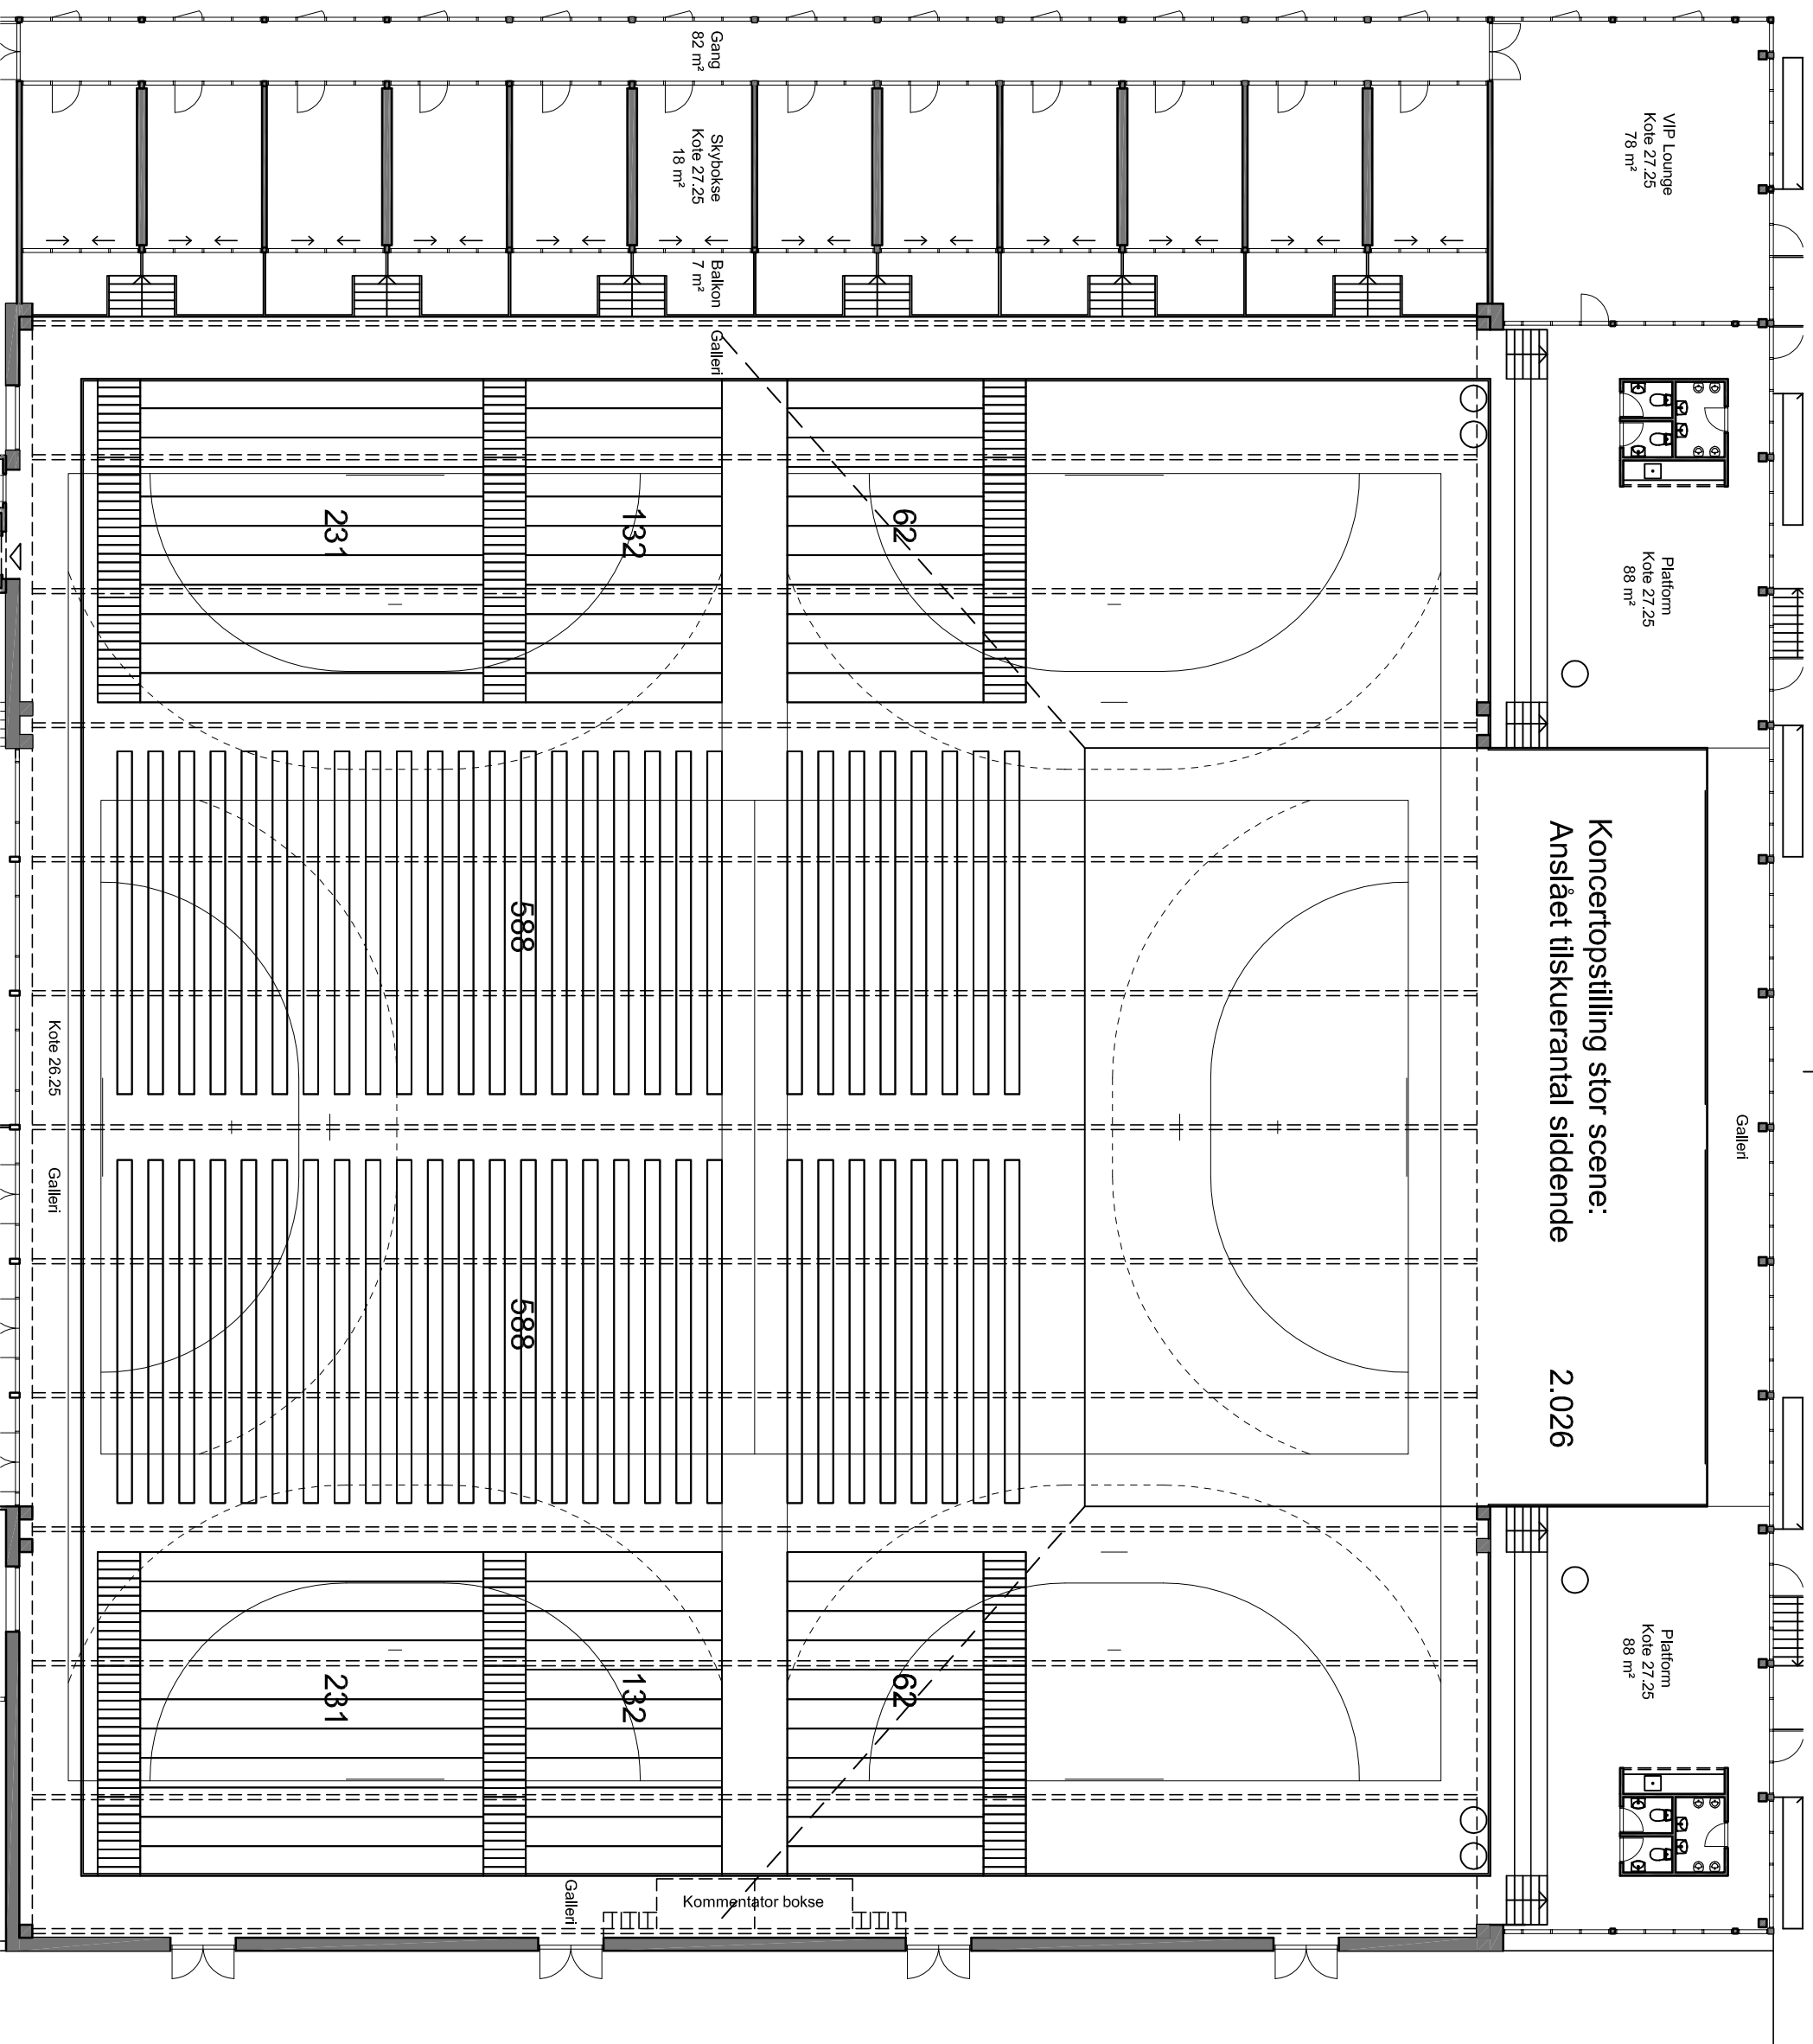 Gang
82 m²
Skybokse
Kote 27.25
18 m²
Balkon
7 m²
Galleri
VIP Lounge
Kote 27.25
78 m²
Platform
Kote 27.25
88 m²
231
132
62
588
Koncertopstilling stor scene:
Anslået tilskuerantal siddende 2.026
Galleri
Kote 26.25
Galleri
588
231
132
62
Platform
Kote 27.25
88 m²
Galleri
Kommentator bokse